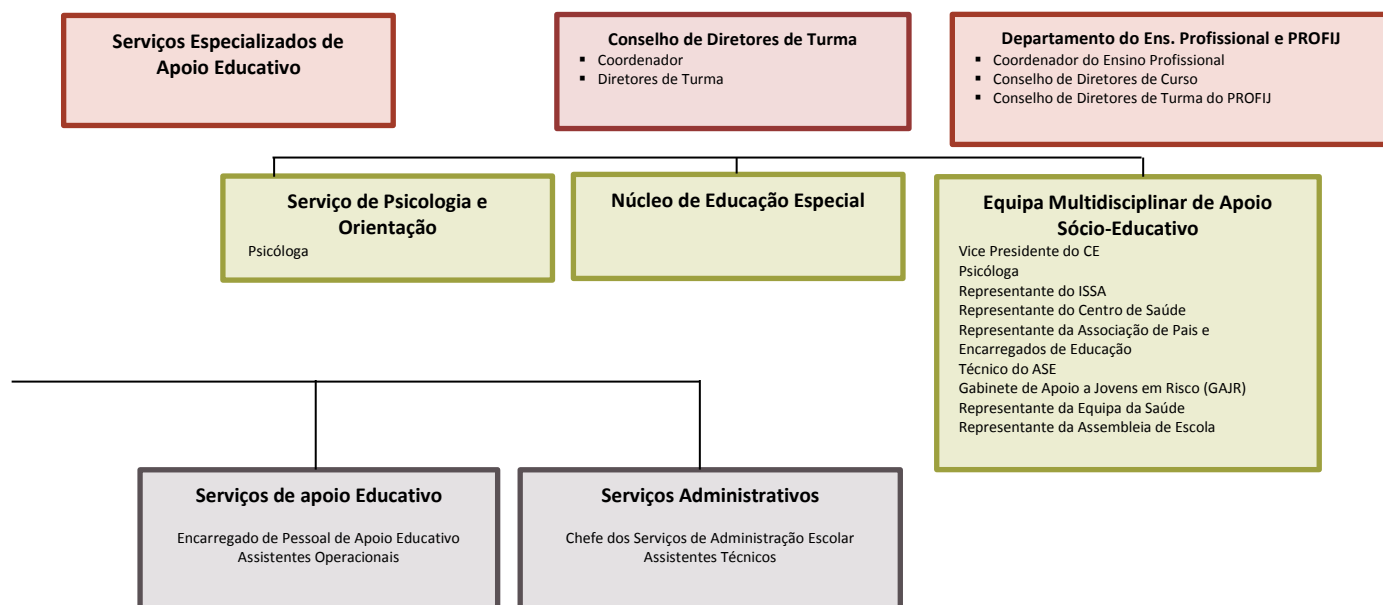 Serviços Especializados de
Apoio Educativo
Conselho de Diretores de Turma
▪ Coordenador
▪ Diretores de Turma
Departamento do Ens. Profissional e PROFIJ
▪ Coordenador do Ensino Profissional
▪ Conselho de Diretores de Curso
▪ Conselho de Diretores de Turma do PROFIJ
Serviço de Psicologia e
Orientação
Psicóloga
Núcleo de Educação Especial
Equipa Multidisciplinar de Apoio
Sócio-Educativo
Vice Presidente do CE
Psicóloga
Representante do ISSA
Representante do Centro de Saúde
Representante da Associação de Pais e
Encarregados de Educação
Técnico do ASE
Gabinete de Apoio a Jovens em Risco (GAJR)
Representante da Equipa da Saúde
Representante da Assembleia de Escola
Serviços de apoio Educativo
Encarregado de Pessoal de Apoio Educativo
Assistentes Operacionais
Serviços Administrativos
Chefe dos Serviços de Administração Escolar
Assistentes Técnicos